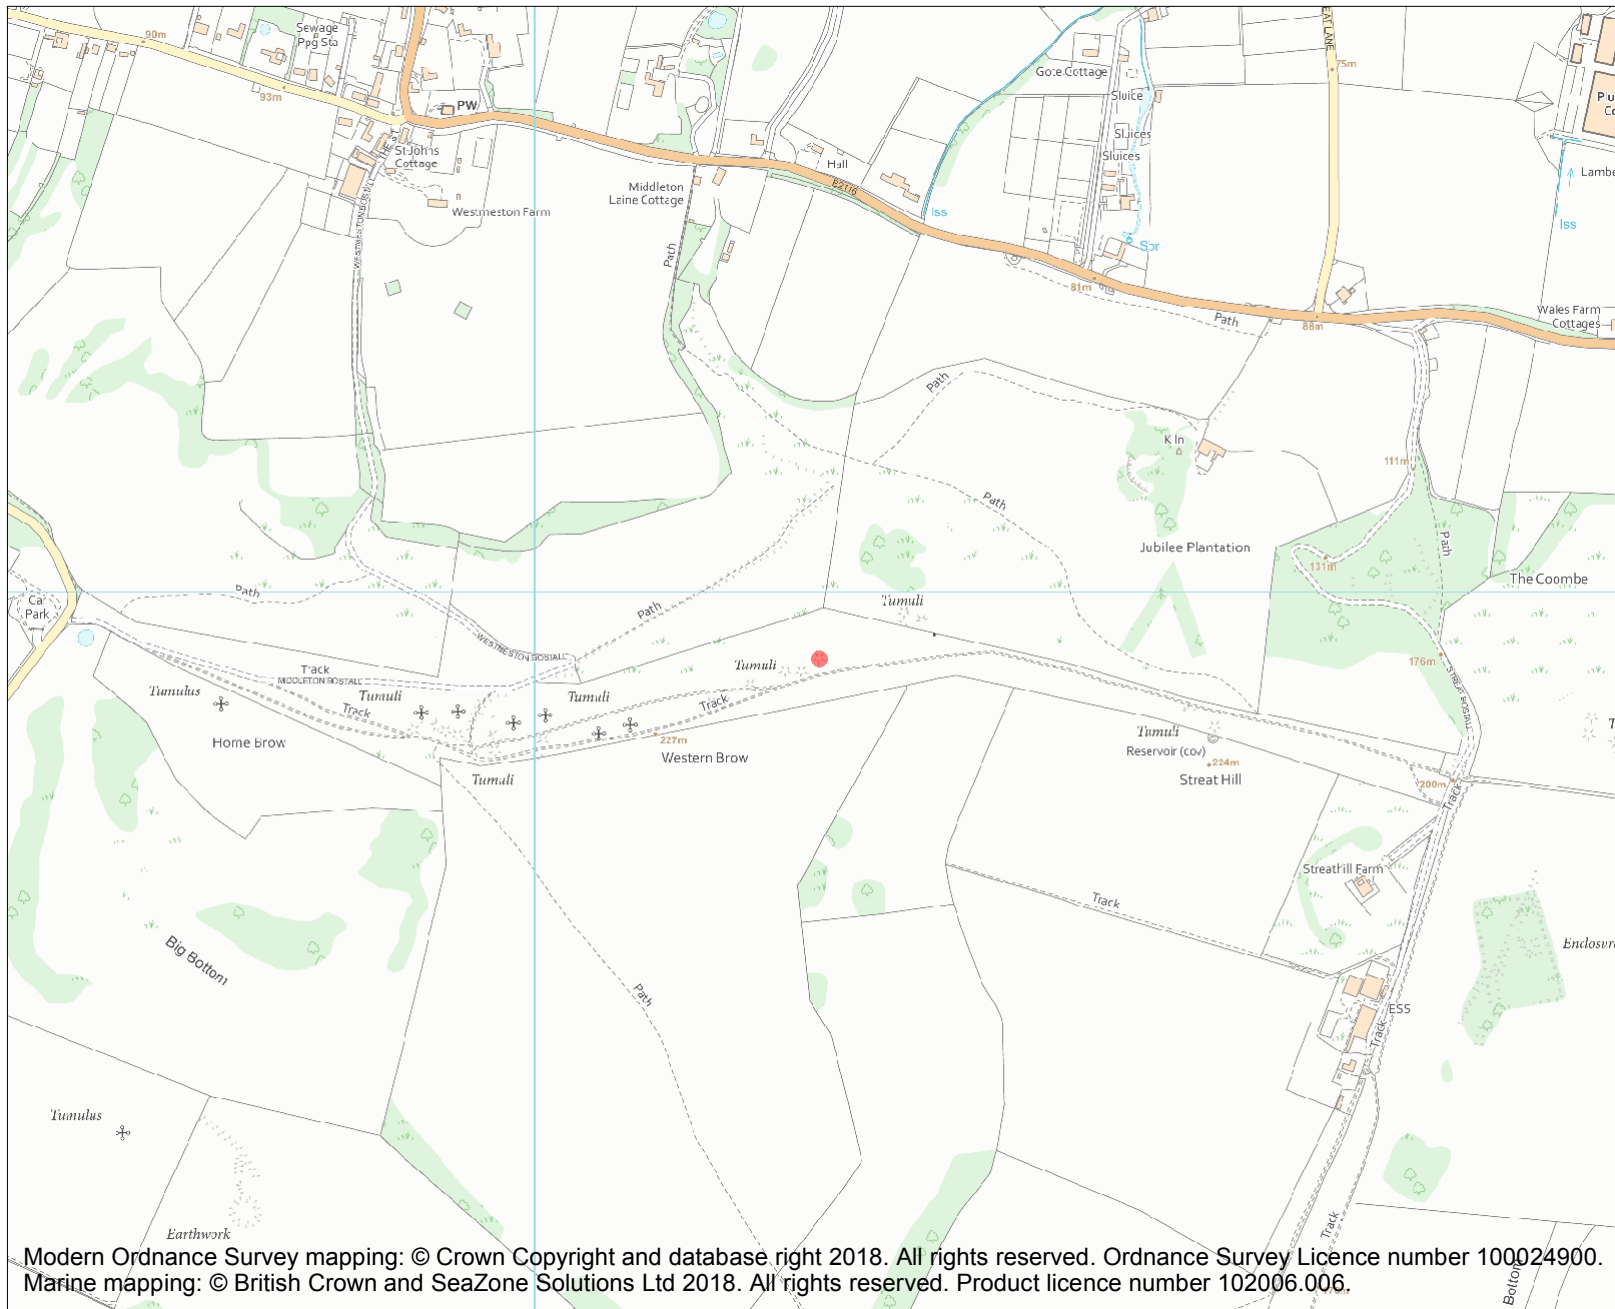 90m
Sewage
Ppg Sta
93m
PW
St Johns
Cottage
Westmeston Farm
WESTMESTON BOSTALL
Middleton
Laine Cottage
Hall
B2116
Path
Iss
Gote Cottage
Sluice
Sluices
Sluices
Spr
81m
75m
Path
88m
Iss
Wales Farm
Cottages
Path
Kln
111m
Path
Path
Jubilee Plantation
131m
The Coombe
Car
Park
Path
Path
Tumuli
WESTMESTON BOSTALL
Track
MIDDLETON BOSTALL
Tumulus
Tumuli
Track
Tumuli
Tumuli
Track
176m
STREAT BOSTALL
Home Brow
227m
Western Brow
Tumuli
Tumuli
Reservoir (cov)
224m
Streat Hill
200m
Track
Streathill Farm
Track
Big Bottom
Path
Enclosure
ESS
Track
Tumulus
Earthwork
Track
Bottom
Modern Ordnance Survey mapping: © Crown Copyright and database right 2018. All rights reserved. Ordnance Survey Licence number 100024900.
Marine mapping: © British Crown and SeaZone Solutions Ltd 2018. All rights reserved. Product licence number 102006.006.